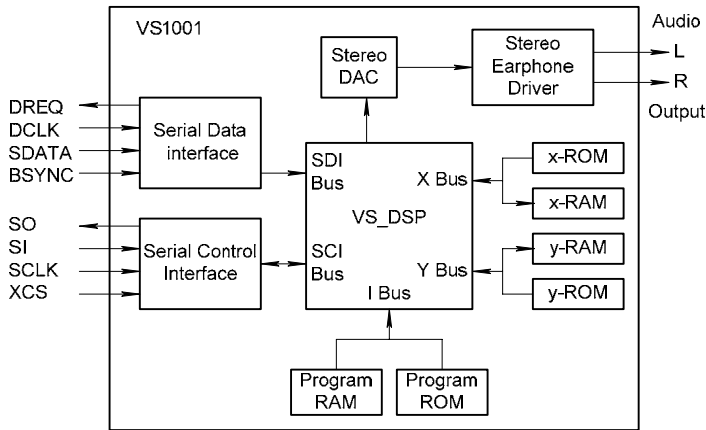 VS1001
Audio
Stereo
DAC
Stereo
Earphone
Driver
L
R
Output
DREQ
DCLK
SDATA
BSYNC
Serial Data
interface
SDI
Bus
X Bus
x-ROM
x-RAM
VS_DSP
SO
SI
SCLK
XCS
Serial Control
Interface
SCI
Bus
Y Bus
y-RAM
y-ROM
I Bus
Program
RAM
Program
ROM